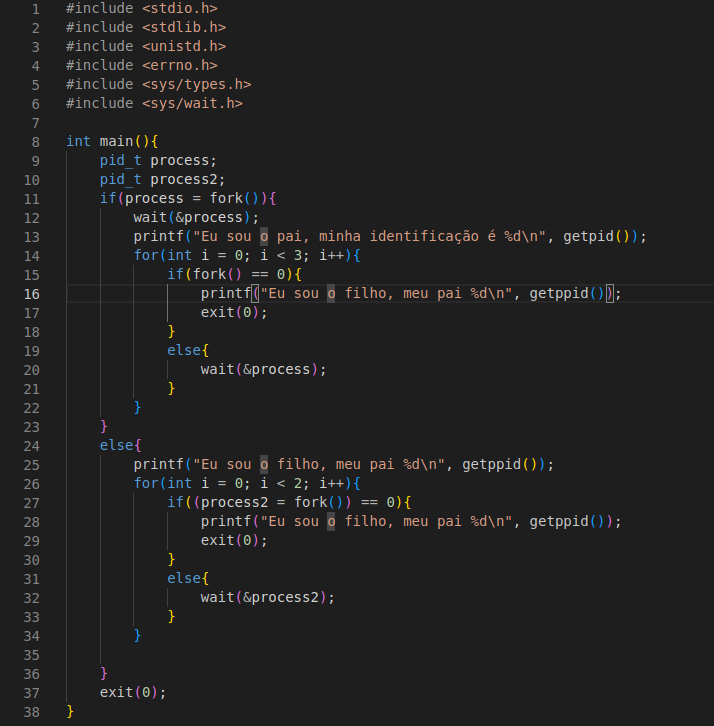 1 #include <stdio.h>
2 #include <stdlib.h>
3 #include <unistd.h>
4 #include <errno.h>
5 #include <sys/types.h>
6 #include <sys/wait.h>
7
8 int main(){
9     pid_t process;
10     pid_t process2;
11     if(process = fork()){
12         wait(&process);
13         printf("Eu sou o pai, minha identificação é %d\n", getpid());
14         for(int i = 0; i < 3; i++){
15             if(fork() == 0){
16                 printf("Eu sou o filho, meu pai %d\n", getppid());
17                 exit(0);
18             }
19             else{
20                 wait(&process);
21             }
22         }
23     }
24     else{
25         printf("Eu sou o filho, meu pai %d\n", getppid());
26         for(int i = 0; i < 2; i++){
27             if((process2 = fork()) == 0){
28                 printf("Eu sou o filho, meu pai %d\n", getppid());
29                 exit(0);
30             }
31             else{
32                 wait(&process2);
33             }
34         }
35
36     }
37     exit(0);
38 }